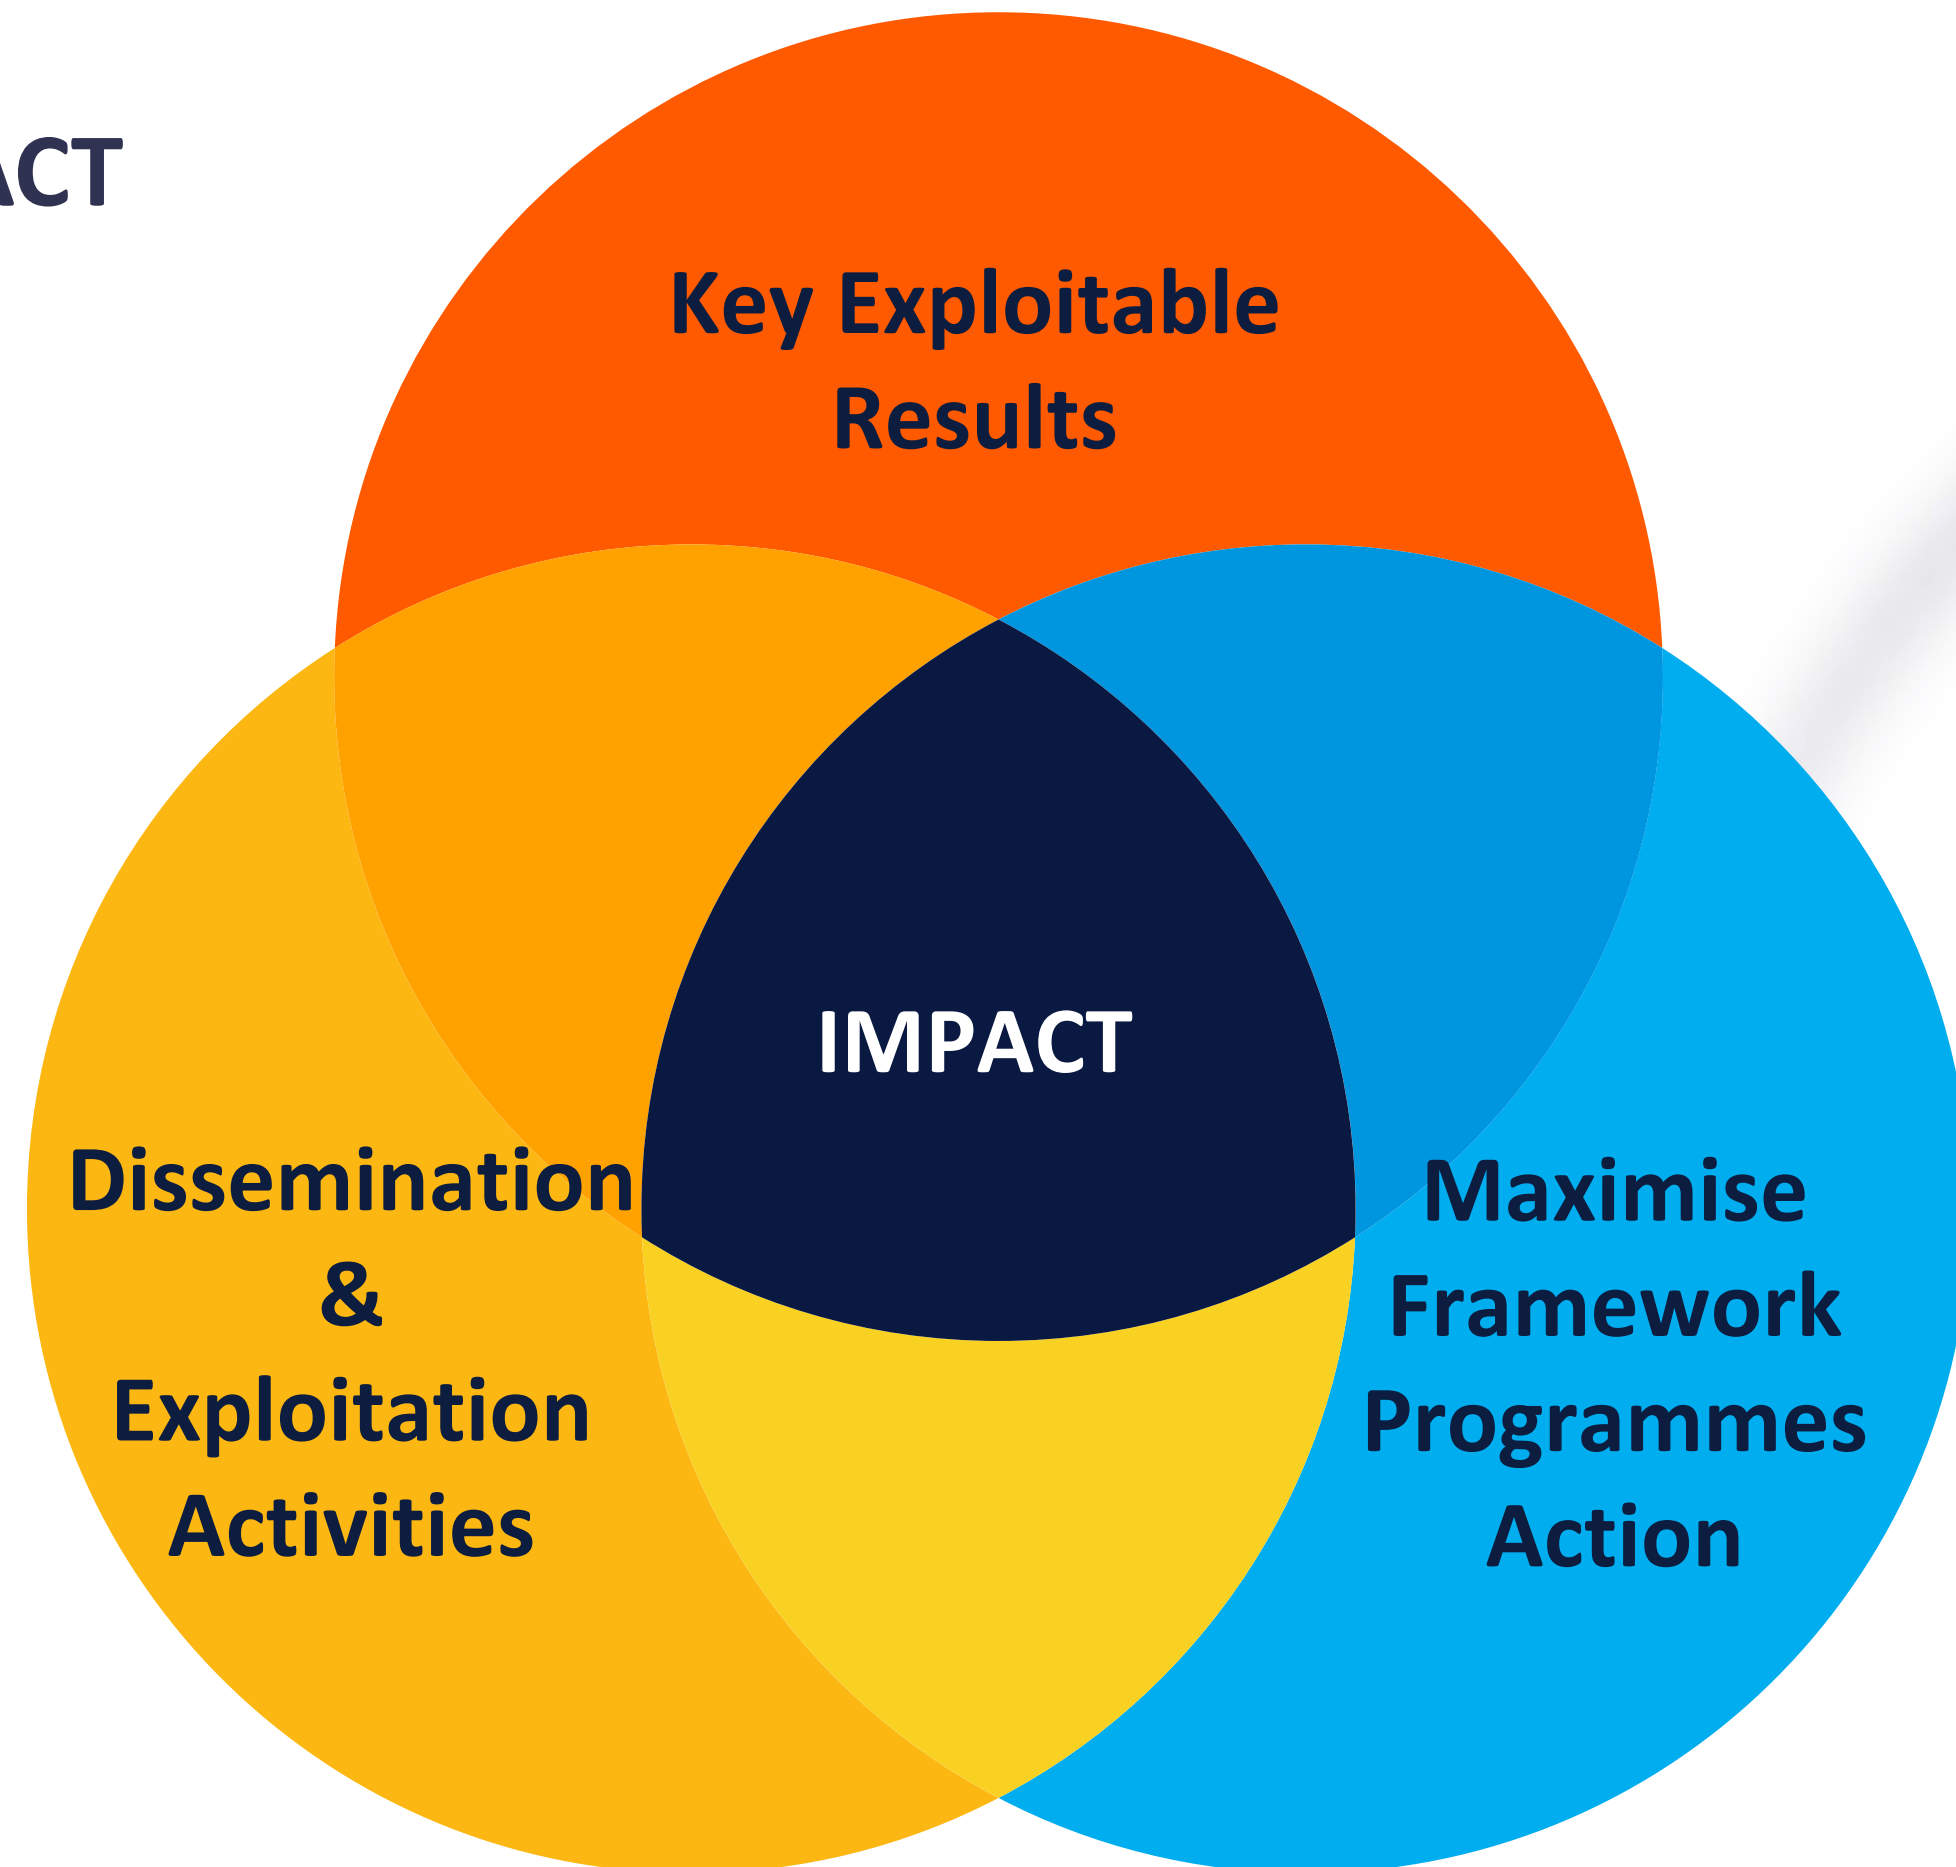 ACT
Key Exploitable
Results
IMPACT
Dissemination
&
Exploitation
Activities
Maximise
Framework
Programmes
Action